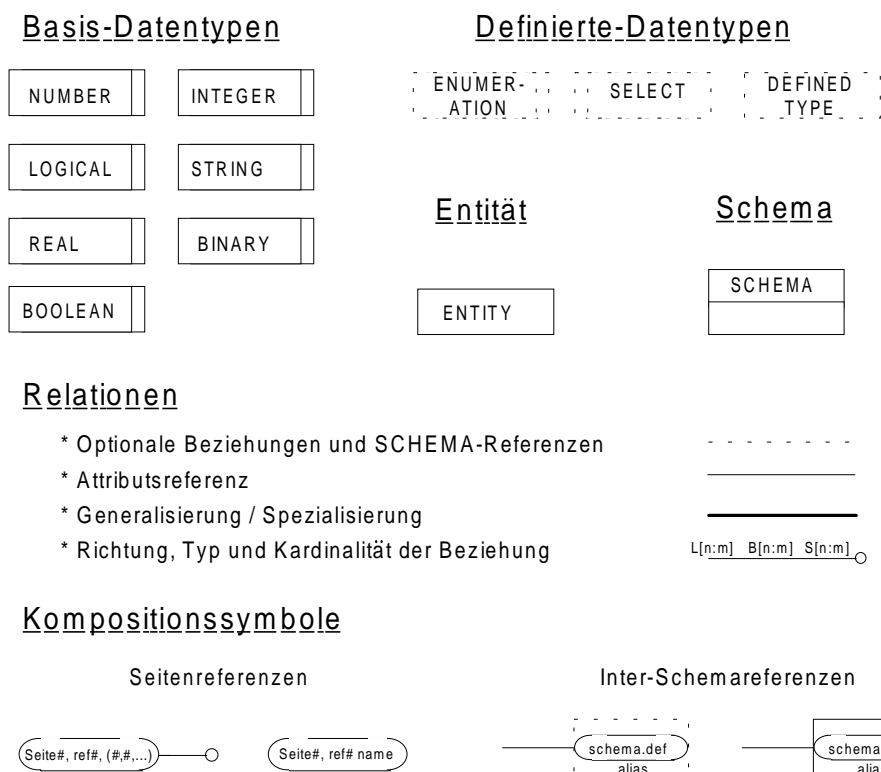 Basis-Datentypen
Definierte-Datentypen
NUMBER
INTEGER
ENUMER-
ATION
SELECT
DEFINED
TYPE
LOGICAL
STRING
Entität
Schema
REAL
BINARY
BOOLEAN
ENTITY
SCHEMA
Relationen
* Optionale Beziehungen und SCHEMA-Referenzen
* Attributsreferenz
* Generalisierung / Spezialisierung
* Richtung, Typ und Kardinalität der Beziehung
L[n:m] B[n:m] S[n:m]
Kompositionssymbole
Seitenreferenzen
Inter-Schemareferenzen
Seite#, ref#, (#,#,...)
Seite#, ref# name
schema.def
alias